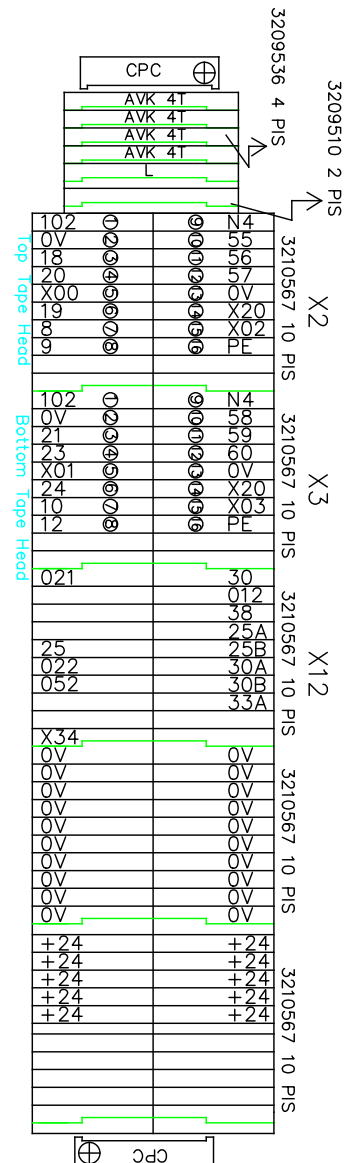 CPC
3209536 4 PIS
3209510 2 PIS
AVK 4T
AVK 4T
AVK 4T
AVK 4T
L
X2
3210567 10 PIS
Top Tape Head
102 1 9 N4
0V 2 10 55
18 3 11 56
20 4 12 57
X00 5 13 0V
19 6 14 X20
8 7 15 X02
9 8 16 PE
X3
3210567 10 PIS
Bottom Tape Head
102 1 9 N4
0V 2 10 58
21 3 11 59
23 4 12 60
X01 5 13 0V
24 6 14 X20
10 7 15 X03
12 8 16 PE
X12
3210567 10 PIS
021 30
012
38
25A
25 25B
022 30A
052 30B
33A
X34
3210567 10 PIS
0V 0V
0V 0V
0V 0V
0V 0V
0V 0V
0V 0V
0V 0V
0V 0V
0V 0V
0V 0V
3210567 10 PIS
+24 +24
+24 +24
+24 +24
+24 +24
+24 +24
CPC